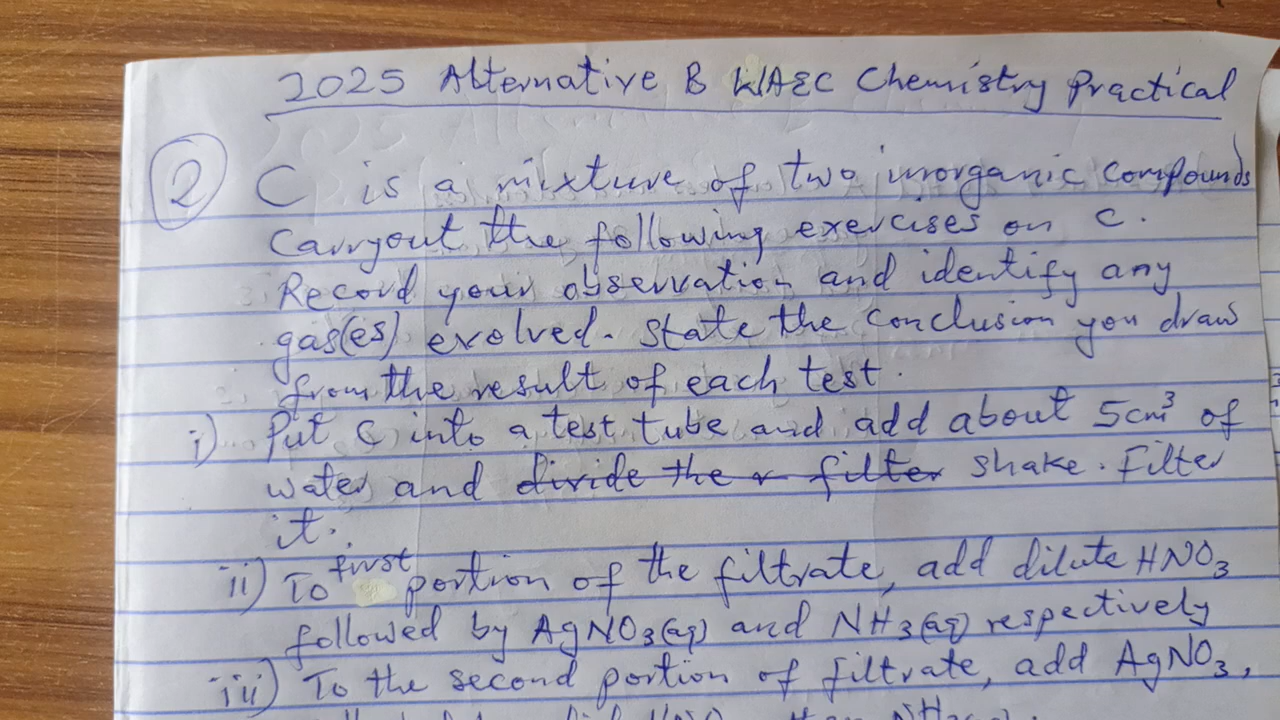 2025 Alternative B WAEC Chemistry Practical
2 C is a mixture of two inorganic compounds
Carryout the following exercises on C.
Record your observation and identify any
gas(es) evolved. State the conclusion you draw
from the result of each test.
i) Put C into a test tube and add about 5cm³ of
water and divide the r filter shake. Filter
it.
ii) To first portion of the filtrate, add dilute HNO3
followed by AgNO3(aq) and NH3(aq) respectively
iii) To the second portion of filtrate, add AgNO3,